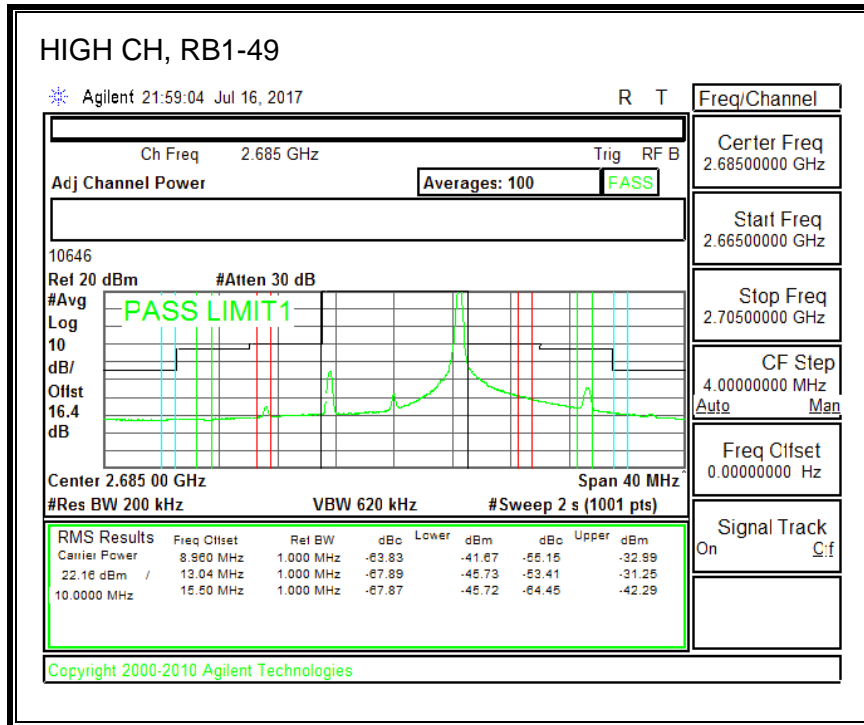 HIGH CH, RB1-49
Agilent 21:59:04 Jul 16, 2017 R T
Freq/Channel
Ch Freq 2.685 GHz Trig RF B
Adj Channel Power Averages: 100 PASS
10646
Ref 20 dBm #Atten 30 dB
#Avg
Log
10
dB/
Offst
16.4
dB
PASS LIMIT1
Center 2.685 00 GHz Span 40 MHz
#Res BW 200 kHz VBW 620 kHz #Sweep 2 s (1001 pts)
RMS Results Freq Offset Ref BW dBc Lower dBm dBc Upper dBm
Carrier Power 8.960 MHz 1.000 MHz -63.83 -41.67 -55.15 -32.99
22.16 dBm / 13.04 MHz 1.000 MHz -67.89 -45.73 -53.41 -31.25
10.0000 MHz 15.50 MHz 1.000 MHz -67.87 -45.72 -64.45 -42.29
Center Freq
2.68500000 GHz
Start Freq
2.66500000 GHz
Stop Freq
2.70500000 GHz
CF Step
4.00000000 MHz
Auto Man
Freq Offset
0.00000000 Hz
Signal Track
On Off
Copyright 2000-2010 Agilent Technologies